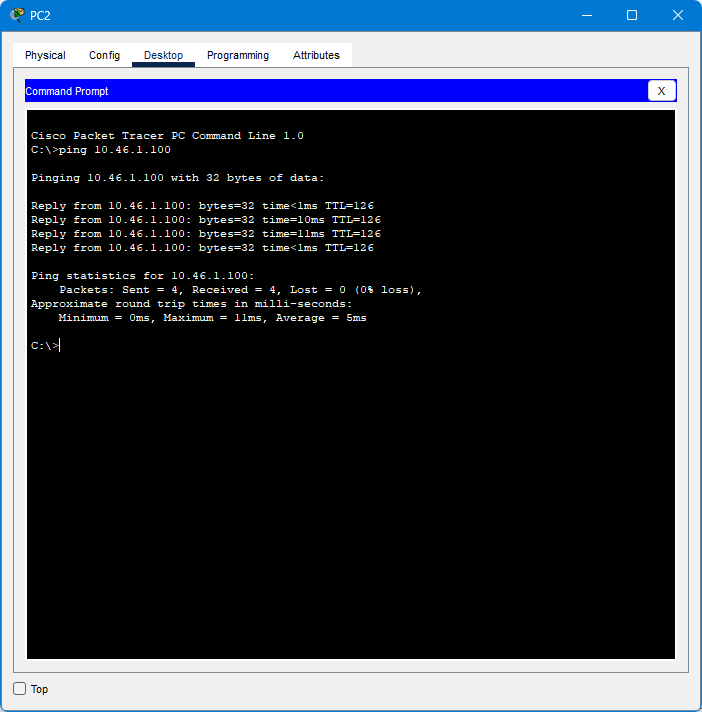 PC2
Physical Config Desktop Programming Attributes
Command Prompt X
Cisco Packet Tracer PC Command Line 1.0
C:\>ping 10.46.1.100
Pinging 10.46.1.100 with 32 bytes of data:
Reply from 10.46.1.100: bytes=32 time<1ms TTL=126
Reply from 10.46.1.100: bytes=32 time=10ms TTL=126
Reply from 10.46.1.100: bytes=32 time=11ms TTL=126
Reply from 10.46.1.100: bytes=32 time<1ms TTL=126
Ping statistics for 10.46.1.100:
Packets: Sent = 4, Received = 4, Lost = 0 (0% loss),
Approximate round trip times in milli-seconds:
Minimum = 0ms, Maximum = 11ms, Average = 5ms
C:\>
Top